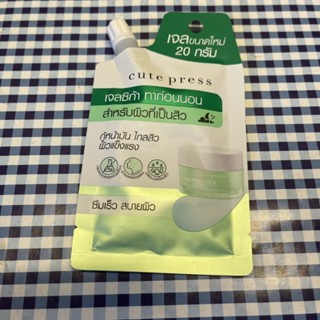 เจลขนาดใหม่
20 กรัม
cute press
เจลซิก้า ทาก่อนนอน
สำหรับผิวที่เป็นสิว
คู่หน้ามัน ไกลสิว
ผิวแข็งแรง
ซึมเร็ว สบายผิว